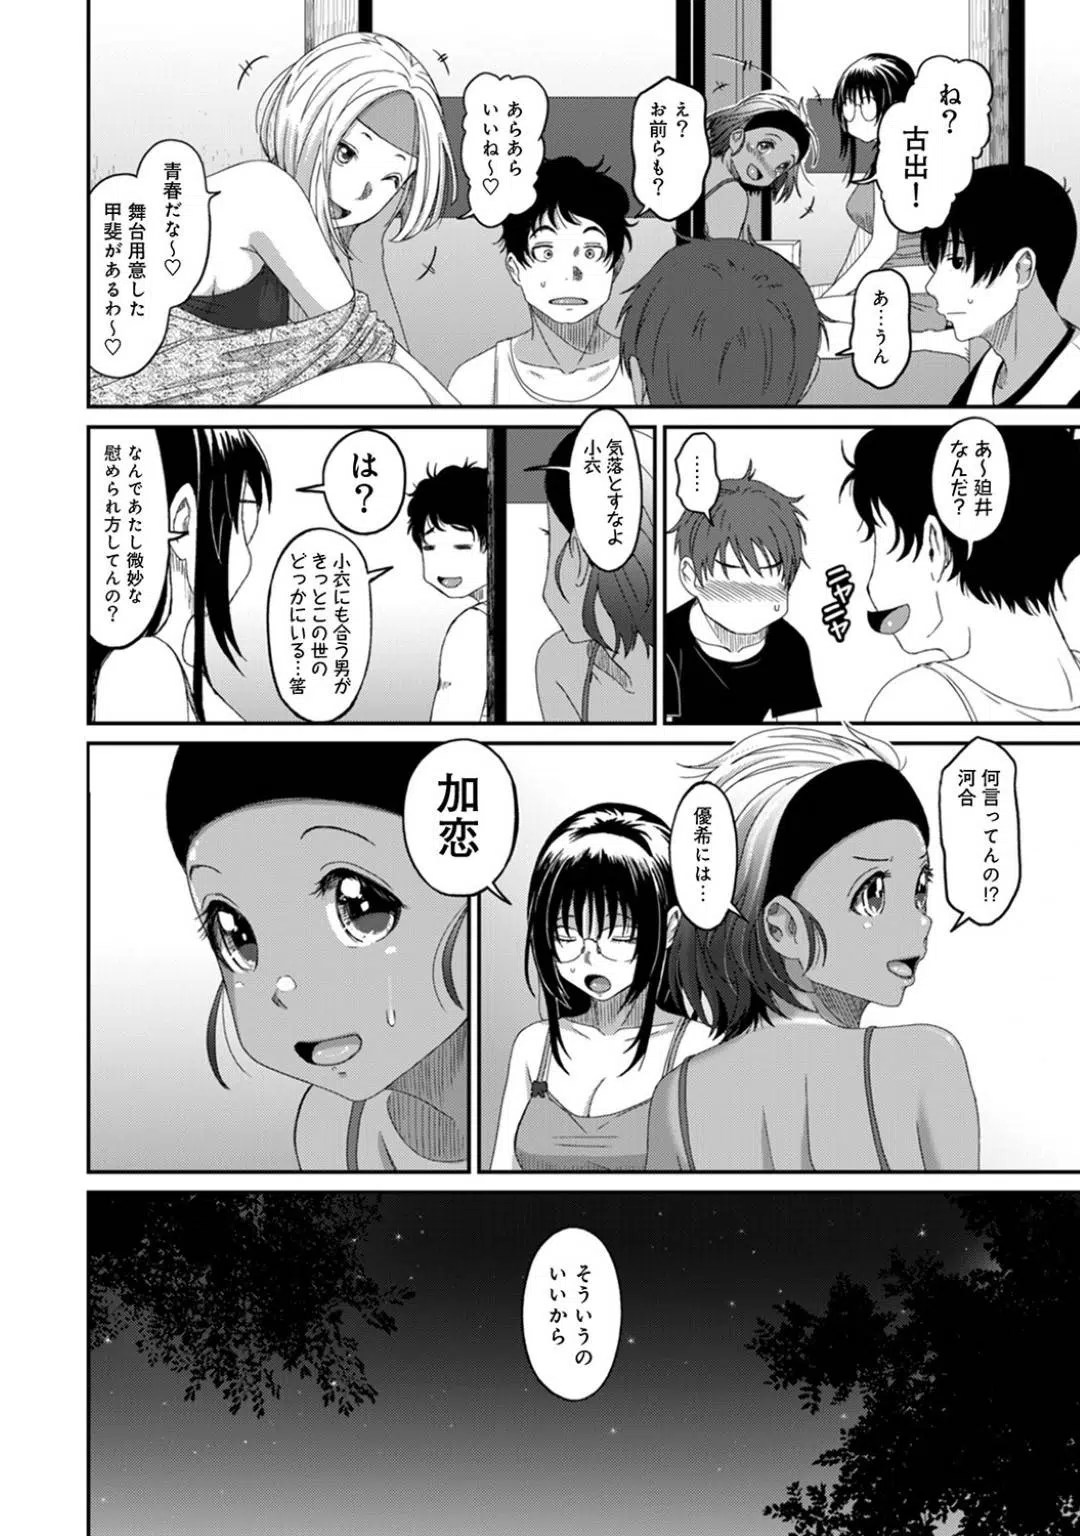 ね?
古出!
あ…うん
え?
お前らも?
あらあら
いいね~♡
青春だな~♡
舞台用意した
甲斐があるわ~♡
あ~廹井
なんだ?
ニヤニヤ
……
気落とすなよ
小衣
は?
小衣にも合う男が
きっとこの世の
どっかにいる…筈
なんであたし微妙な
慰められ方してんの?
何言ってんの!?
河合
優希には…
加恋
そういうの
いいから